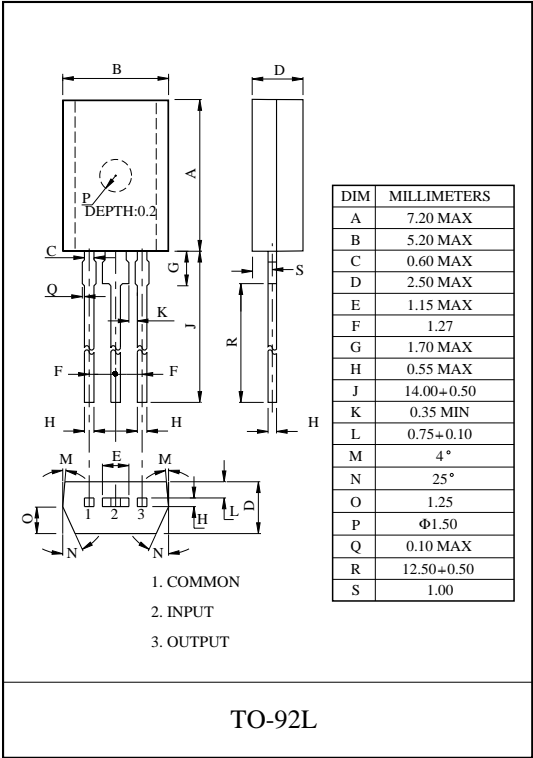 B
D
A
P
DEPTH:0.2
C
G
S
Q
K
J
R
F
F
H
H
H
M
E
M
O
1 2 3
H
L
D
N
N
1. COMMON
2. INPUT
3. OUTPUT
DIM MILLIMETERS
A 7.20 MAX
B 5.20 MAX
C 0.60 MAX
D 2.50 MAX
E 1.15 MAX
F 1.27
G 1.70 MAX
H 0.55 MAX
J 14.00+0.50
K 0.35 MIN
L 0.75+0.10
M 4°
N 25°
O 1.25
P Φ1.50
Q 0.10 MAX
R 12.50+0.50
S 1.00
TO-92L